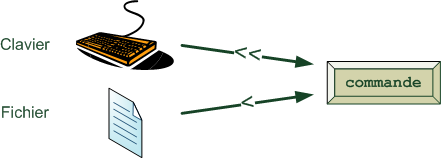 Clavier
<<
commande
Fichier
<